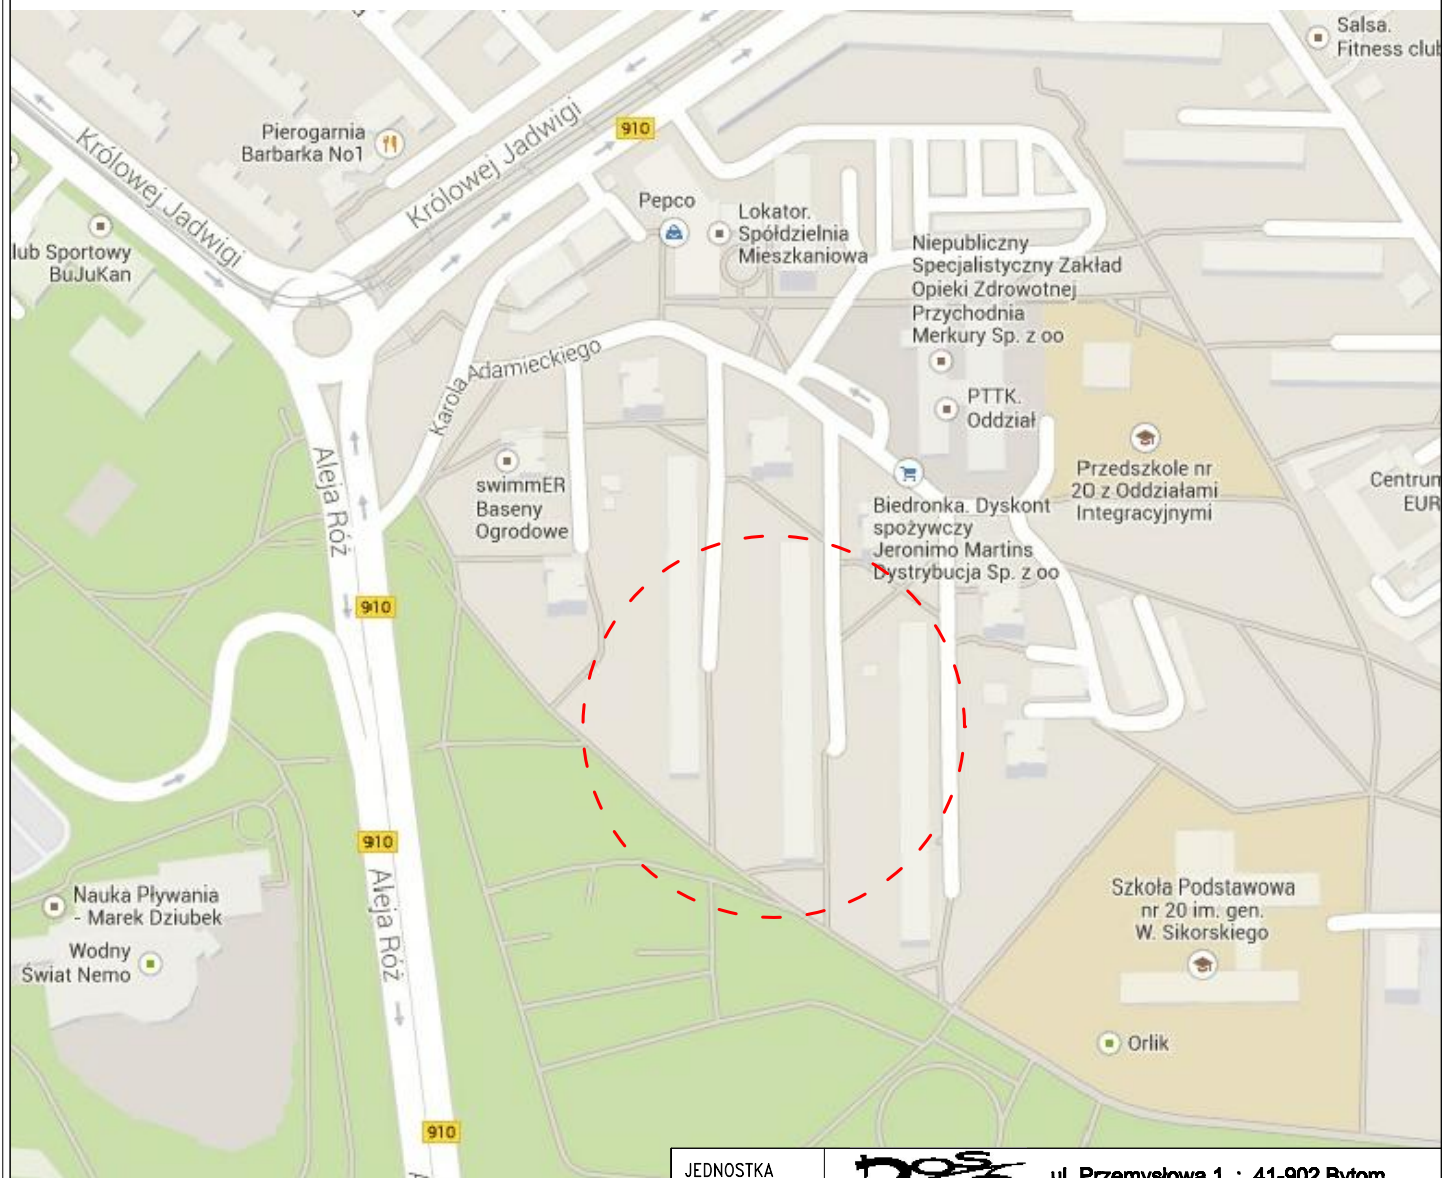 Salsa.
Fitness club
910
Pierogarnia
Barbarka No1
Królowej Jadwigi
Królowej Jadwigi
Pepco
Lokator.
Spółdzielnia
Mieszkaniowa
lub Sportowy
BuJuKan
Niepubliczny
Specjalistyczny Zakład
Opieki Zdrowotnej
Przychodnia
Merkury Sp. z oo
Karola Adamieckiego
PTTK.
Oddział
Przedszkole nr
20 z Oddziałami
Integracyjnymi
Centrum
EUR
swimmER
Baseny
Ogrodowe
Aleja Róż
Biedronka. Dyskont
spożywczy
Jeronimo Martins
Dystrybucja Sp. z oo
910
910
Aleja Róż
Nauka Pływania
- Marek Dziubek
Wodny
Świat Nemo
Szkoła Podstawowa
nr 20 im. gen.
W. Sikorskiego
Orlik
910
JEDNOSTKA
ul. Przemysłowa 1 ; 41-902 Bytom